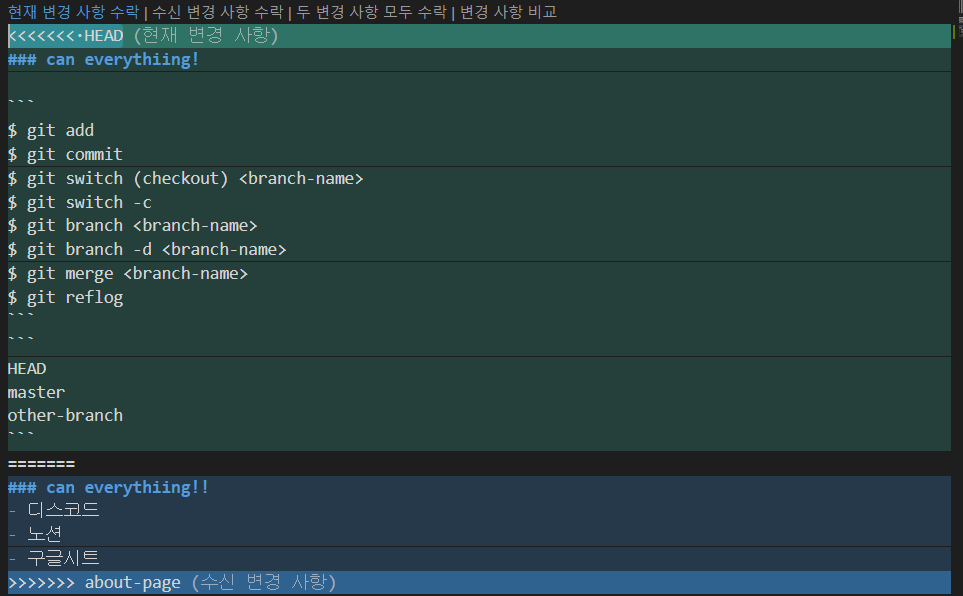 현재 변경 사항 수락 | 수신 변경 사항 수락 | 두 변경 사항 모두 수락 | 변경 사항 비교
<<<<<<<·HEAD (현재 변경 사항)
### can everythiing!
```
$ git add
$ git commit
$ git switch (checkout) <branch-name>
$ git switch -c
$ git branch <branch-name>
$ git branch -d <branch-name>
$ git merge <branch-name>
$ git reflog
```
```
HEAD
master
other-branch
```
=======
### can everythiing!!
- 디스코드
- 노션
- 구글시트
>>>>>>> about-page (수신 변경 사항)